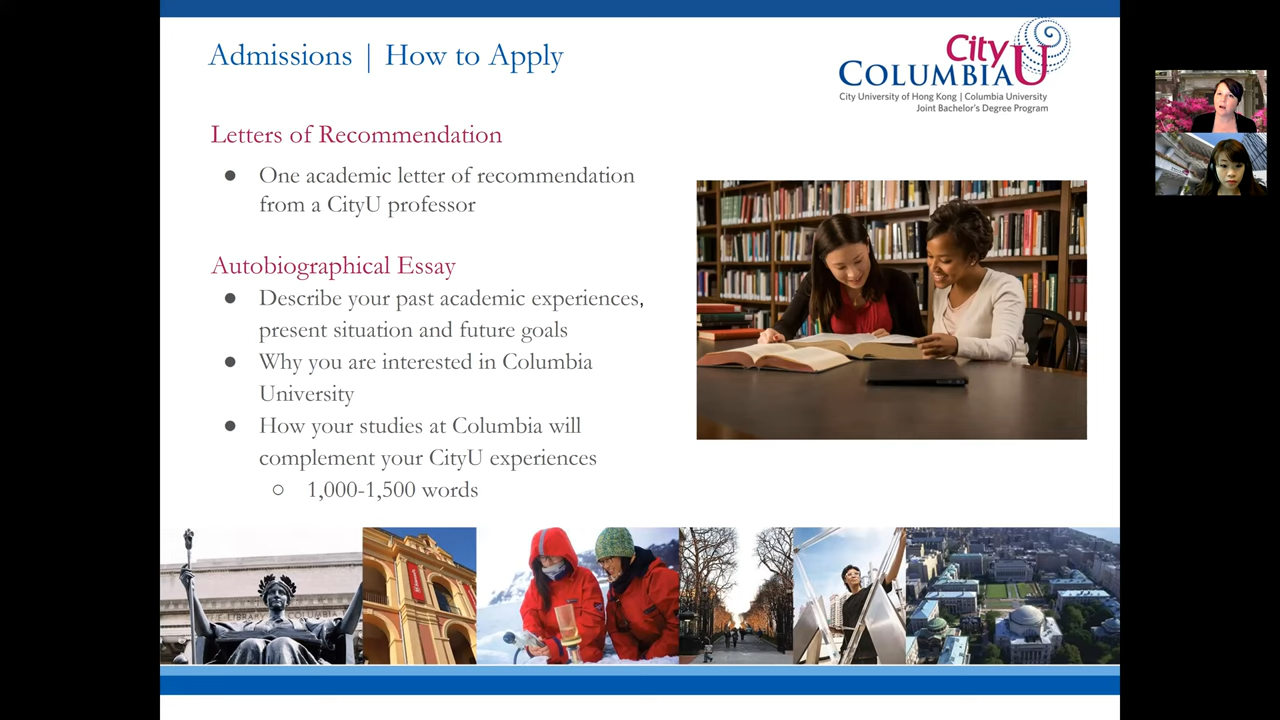 Admissions | How to Apply
City
COLUMBIAU
City University of Hong Kong | Columbia University
Joint Bachelor's Degree Program
Letters of Recommendation
● One academic letter of recommendation
from a CityU professor
Autobiographical Essay
● Describe your past academic experiences,
present situation and future goals
● Why you are interested in Columbia
University
● How your studies at Columbia will
complement your CityU experiences
○ 1,000-1,500 words